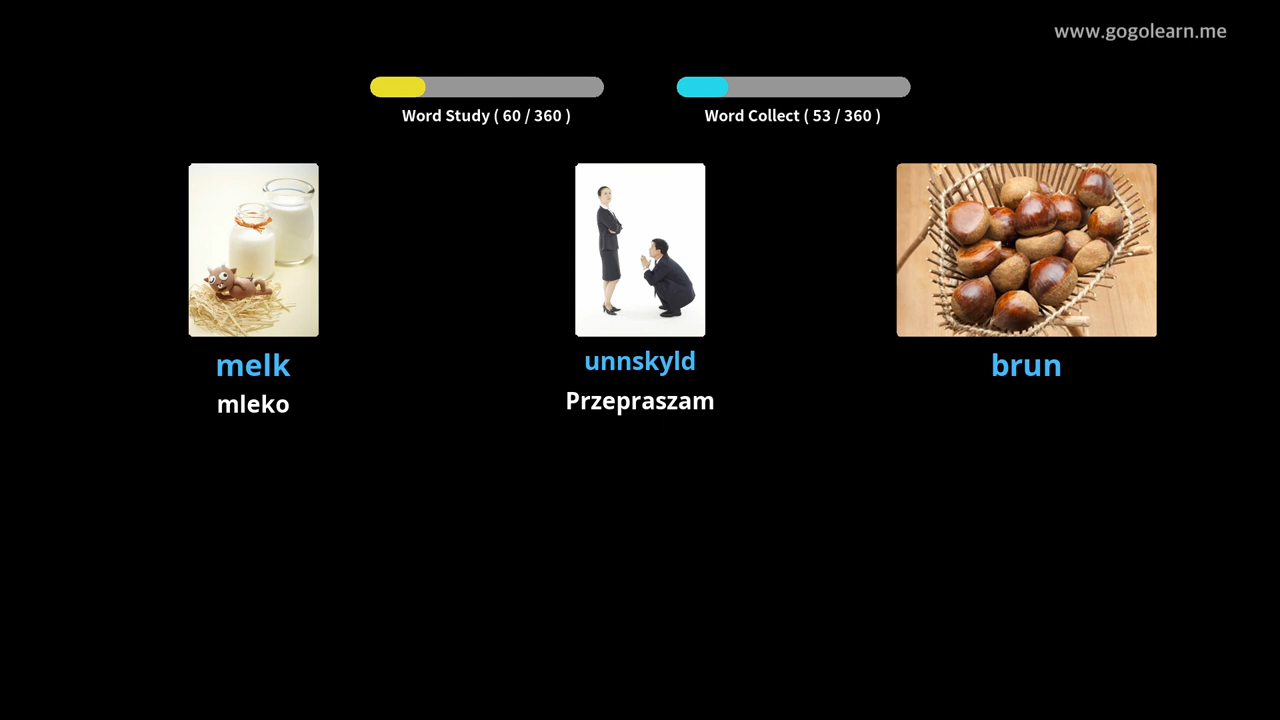 www.gogolearn.me
Word Study ( 60 / 360 )
Word Collect ( 53 / 360 )
melk
mleko
unnskyld
Przepraszam
brun